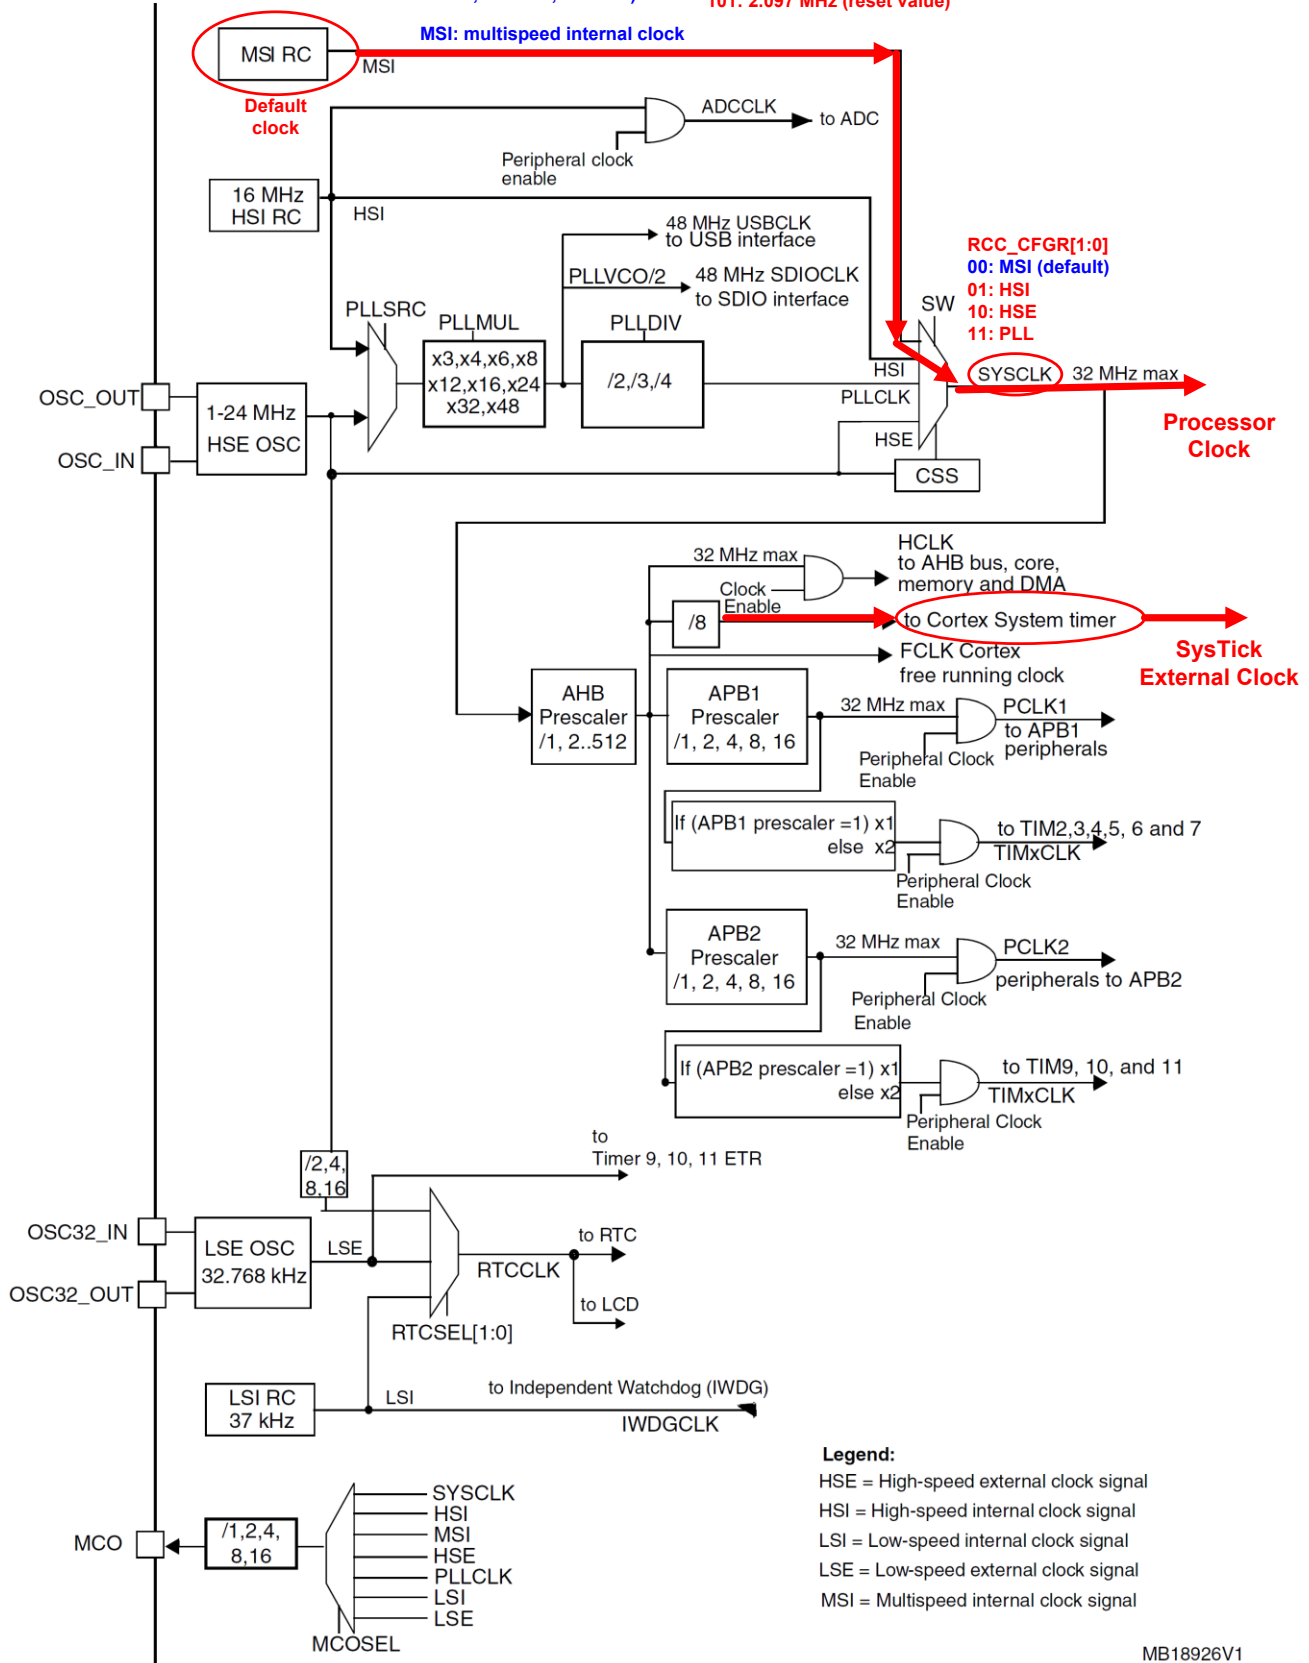 101: 2.097 MHz (reset value)
MSI: multispeed internal clock
MSI RC
MSI
Default
clock
ADCCLK
to ADC
Peripheral clock
enable
16 MHz
HSI RC
HSI
48 MHz USBCLK
to USB interface
PLLVCO/2
48 MHz SDIOCLK
to SDIO interface
RCC_CFGR[1:0]
00: MSI (default)
01: HSI
10: HSE
11: PLL
PLLSRC
PLLMUL
PLLDIV
SW
x3,x4,x6,x8
x12,x16,x24
x32,x48
/2,/3,/4
HSI
PLLCLK
HSE
SYSCLK
32 MHz max
Processor
Clock
OSC_OUT
OSC_IN
1-24 MHz
HSE OSC
CSS
32 MHz max
HCLK
to AHB bus, core,
memory and DMA
Clock
Enable
/8
to Cortex System timer
SysTick
External Clock
FCLK Cortex
free running clock
AHB
Prescaler
/1, 2..512
APB1
Prescaler
/1, 2, 4, 8, 16
32 MHz max
PCLK1
to APB1
peripherals
Peripheral Clock
Enable
If (APB1 prescaler =1) x1
else x2
to TIM2,3,4,5, 6 and 7
TIMxCLK
Peripheral Clock
Enable
APB2
Prescaler
/1, 2, 4, 8, 16
32 MHz max
PCLK2
peripherals to APB2
Peripheral Clock
Enable
If (APB2 prescaler =1) x1
else x2
to TIM9, 10, and 11
TIMxCLK
Peripheral Clock
Enable
to
Timer 9, 10, 11 ETR
/2,4,
8,16
OSC32_IN
OSC32_OUT
LSE OSC
32.768 kHz
LSE
to RTC
RTCCLK
to LCD
RTCSEL[1:0]
LSI RC
37 kHz
LSI
to Independent Watchdog (IWDG)
IWDGCLK
MCO
/1,2,4,
8,16
SYSCLK
HSI
MSI
HSE
PLLCLK
LSI
LSE
MCOSEL
Legend:
HSE = High-speed external clock signal
HSI = High-speed internal clock signal
LSI = Low-speed internal clock signal
LSE = Low-speed external clock signal
MSI = Multispeed internal clock signal
MB18926V1